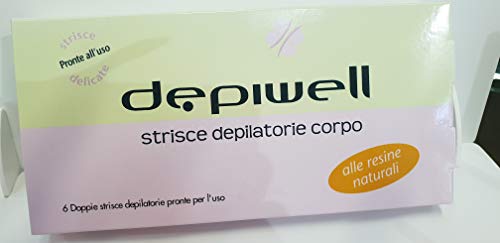 strisce
Pronte all'uso
delicate
depiwell
strisce depilatorie corpo
alle resine
naturali
6 Doppie strisce depilatorie pronte per l'uso